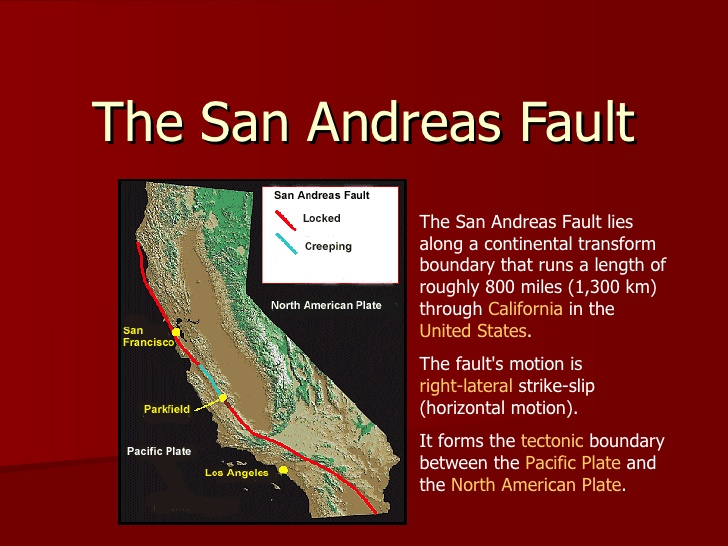 The San Andreas Fault
San Andreas Fault
Locked
Creeping
North American Plate
San
Francisco
Parkfield
Pacific Plate
Los Angeles
The San Andreas Fault lies
along a continental transform
boundary that runs a length of
roughly 800 miles (1,300 km)
through California in the
United States.
The fault's motion is
right-lateral strike-slip
(horizontal motion).
It forms the tectonic boundary
between the Pacific Plate and
the North American Plate.